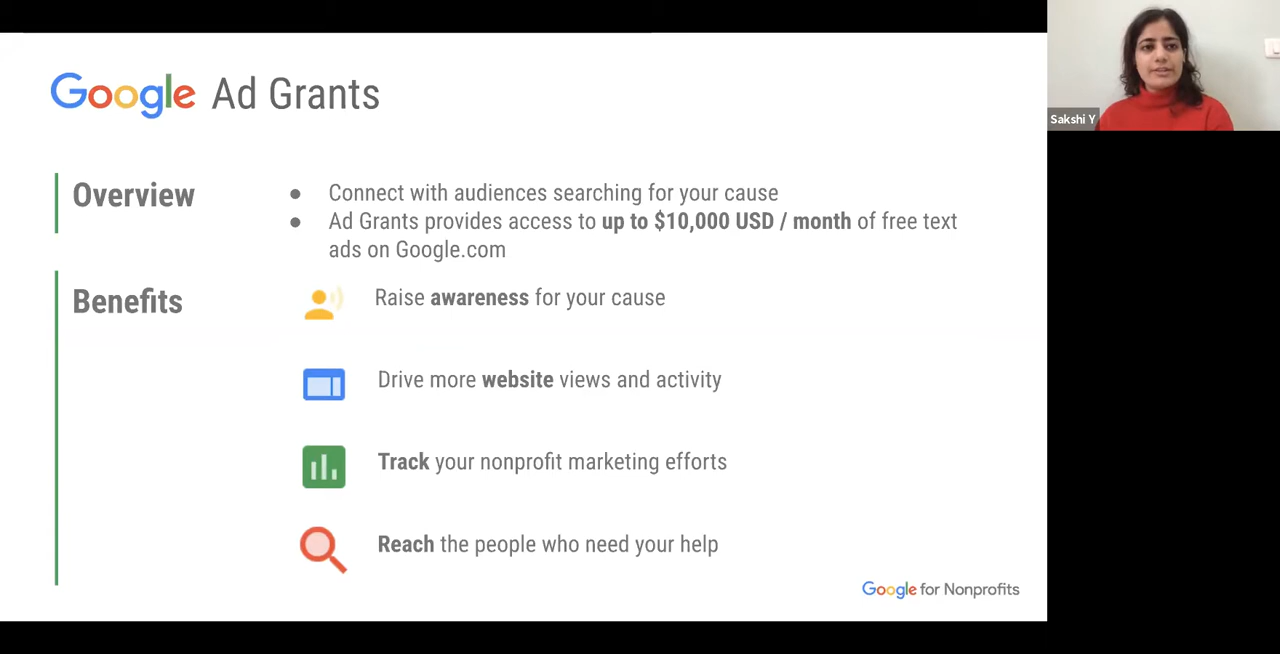 Google Ad Grants
Sakshi Y
Overview
● Connect with audiences searching for your cause
● Ad Grants provides access to up to $10,000 USD / month of free text
ads on Google.com
Benefits
Raise awareness for your cause
Drive more website views and activity
Track your nonprofit marketing efforts
Reach the people who need your help
Google for Nonprofits